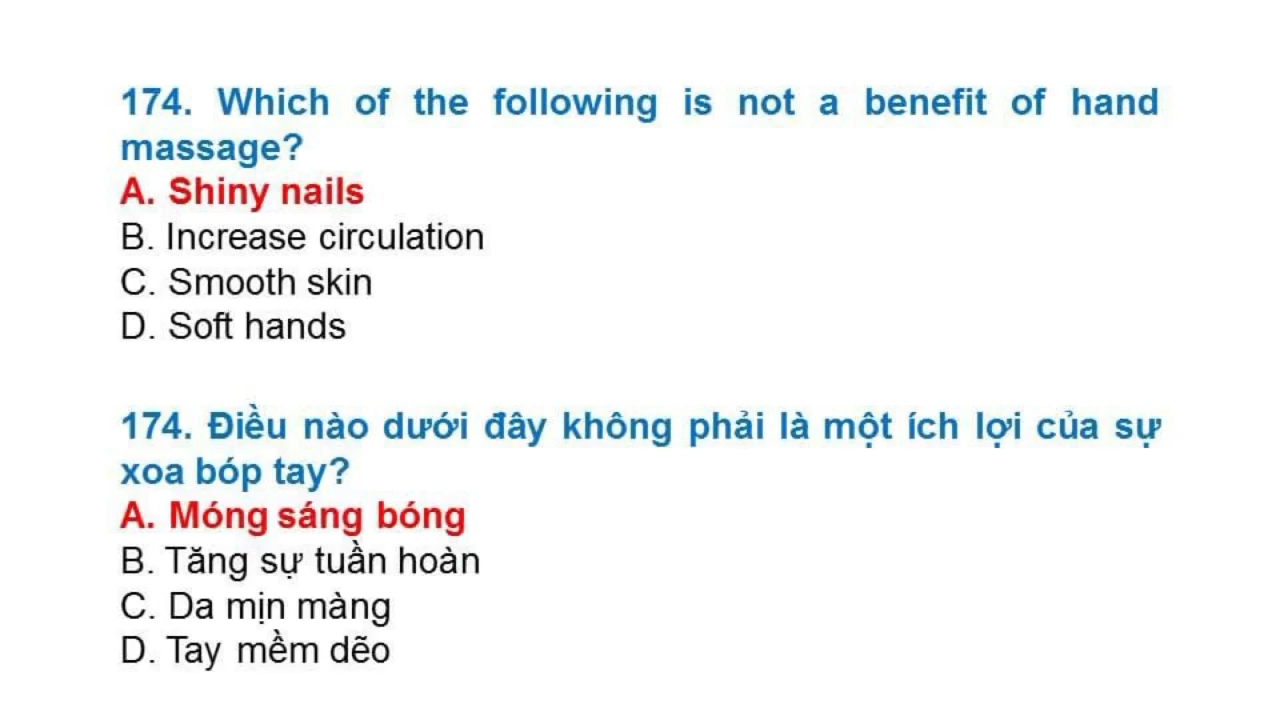 174. Which of the following is not a benefit of hand
massage?
A. Shiny nails
B. Increase circulation
C. Smooth skin
D. Soft hands
174. Điều nào dưới đây không phải là một ích lợi của sự
xoa bóp tay?
A. Móng sáng bóng
B. Tăng sự tuần hoàn
C. Da mịn màng
D. Tay mềm dẽo